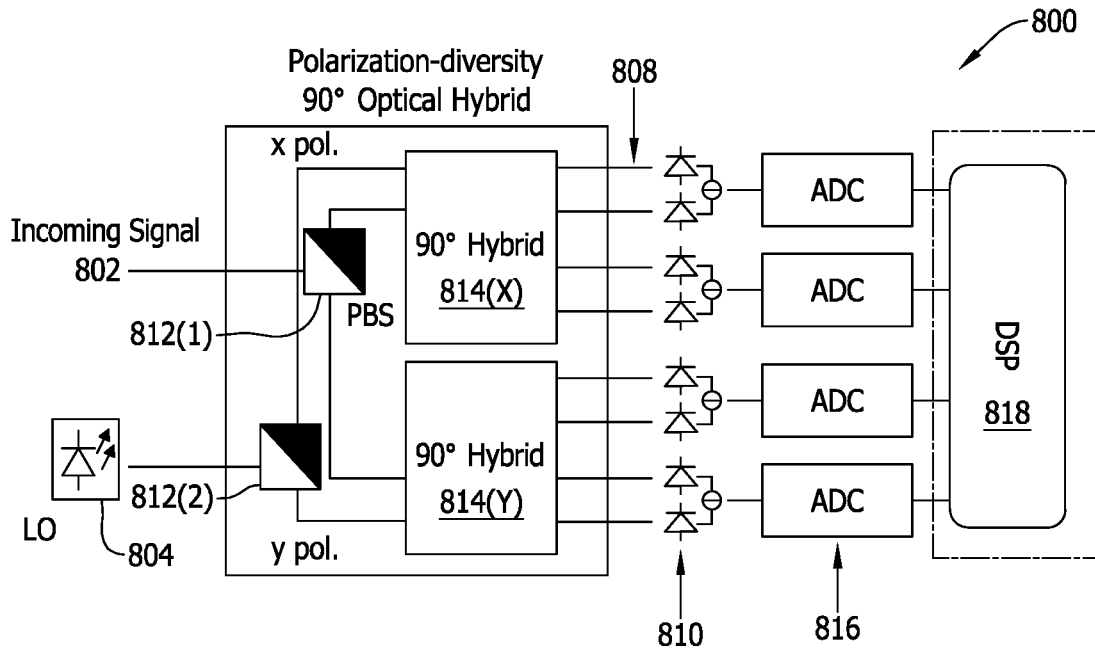 800
Polarization-diversity
90° Optical Hybrid
808
x pol.
Incoming Signal
802
90° Hybrid
814(X)
812(1)
PBS
ADC
ADC
DSP
818
ADC
ADC
90° Hybrid
814(Y)
812(2)
LO
804
y pol.
810
816